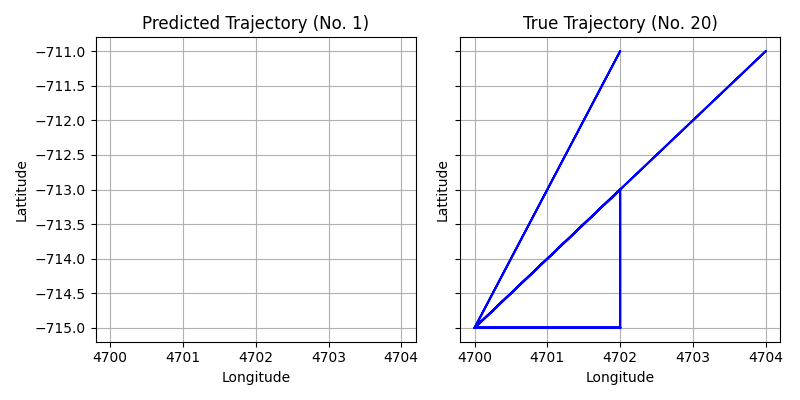 Predicted Trajectory (No. 1)
True Trajectory (No. 20)
Lattitude
−711.0
−711.5
−712.0
−712.5
−713.0
−713.5
−714.0
−714.5
−715.0
4700 4701 4702 4703 4704
Longitude
Lattitude
4700 4701 4702 4703 4704
Longitude